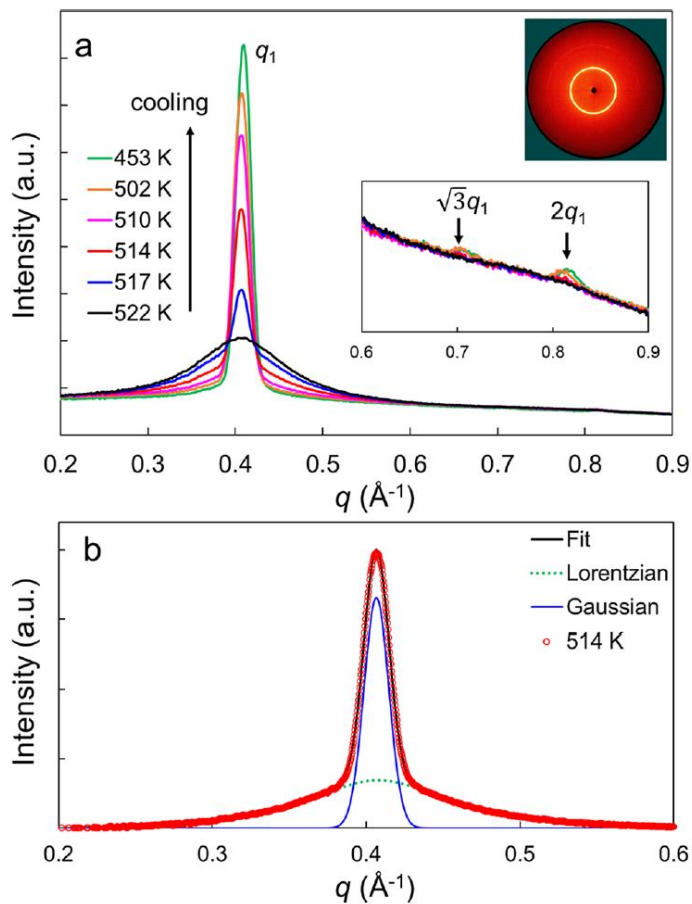 a
q₁
cooling
453 K
502 K
510 K
514 K
517 K
522 K
√3q₁
2q₁
0.6 0.7 0.8 0.9
Intensity (a.u.)
0.2 0.3 0.4 0.5 0.6 0.7 0.8 0.9
q (Å⁻¹)
b
Fit
Lorentzian
Gaussian
514 K
Intensity (a.u.)
0.2 0.3 0.4 0.5 0.6
q (Å⁻¹)